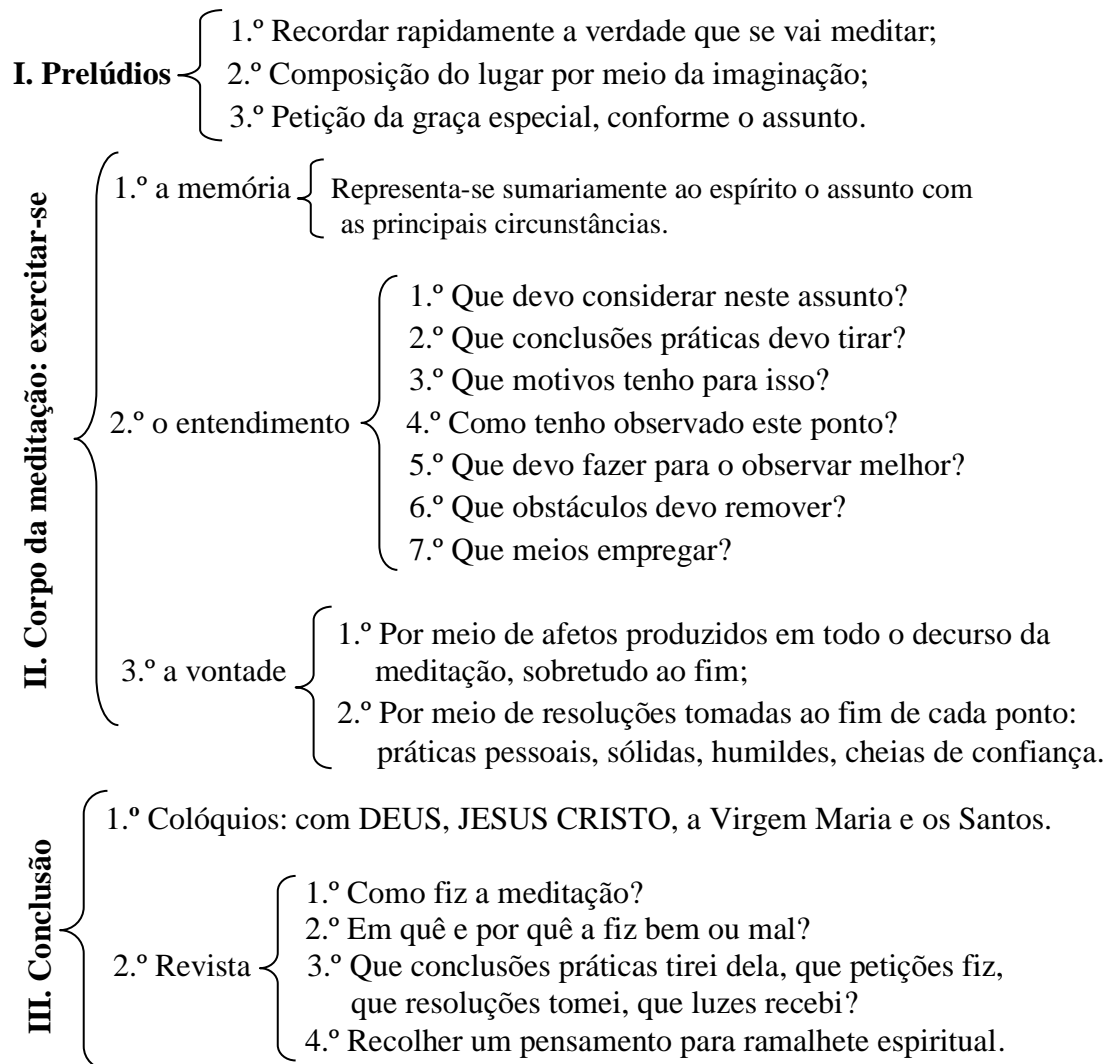 I. Prelúdios
1.º Recordar rapidamente a verdade que se vai meditar;
2.º Composição do lugar por meio da imaginação;
3.º Petição da graça especial, conforme o assunto.
II. Corpo da meditação: exercitar-se
1.º a memória
Representa-se sumariamente ao espírito o assunto com
as principais circunstâncias.
2.º o entendimento
1.º Que devo considerar neste assunto?
2.º Que conclusões práticas devo tirar?
3.º Que motivos tenho para isso?
4.º Como tenho observado este ponto?
5.º Que devo fazer para o observar melhor?
6.º Que obstáculos devo remover?
7.º Que meios empregar?
3.º a vontade
1.º Por meio de afetos produzidos em todo o decurso da
meditação, sobretudo ao fim;
2.º Por meio de resoluções tomadas ao fim de cada ponto:
práticas pessoais, sólidas, humildes, cheias de confiança.
III. Conclusão
1.º Colóquios: com DEUS, JESUS CRISTO, a Virgem Maria e os Santos.
2.º Revista
1.º Como fiz a meditação?
2.º Em quê e por quê a fiz bem ou mal?
3.º Que conclusões práticas tirei dela, que petições fiz,
que resoluções tomei, que luzes recebi?
4.º Recolher um pensamento para ramalhete espiritual.